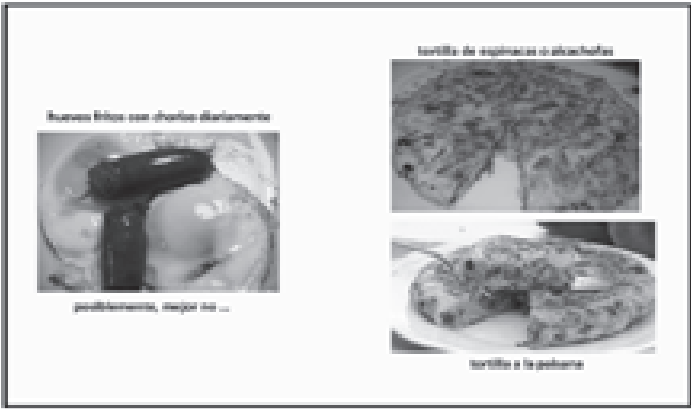 huevos fritos con chorizo diariamente
posiblemente, mejor no ...
tortilla de espinacas o alcachofas
tortilla a la paisana